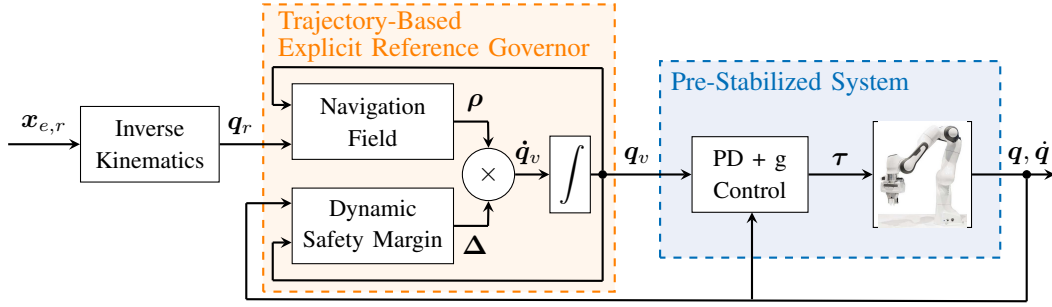 Trajectory-Based
Explicit Reference Governor
Pre-Stabilized System
x_{e,r}
Inverse
Kinematics
q_r
Navigation
Field
ρ
×
q̇_v
∫
q_v
PD + g
Control
τ
q, q̇
Dynamic
Safety Margin
Δ